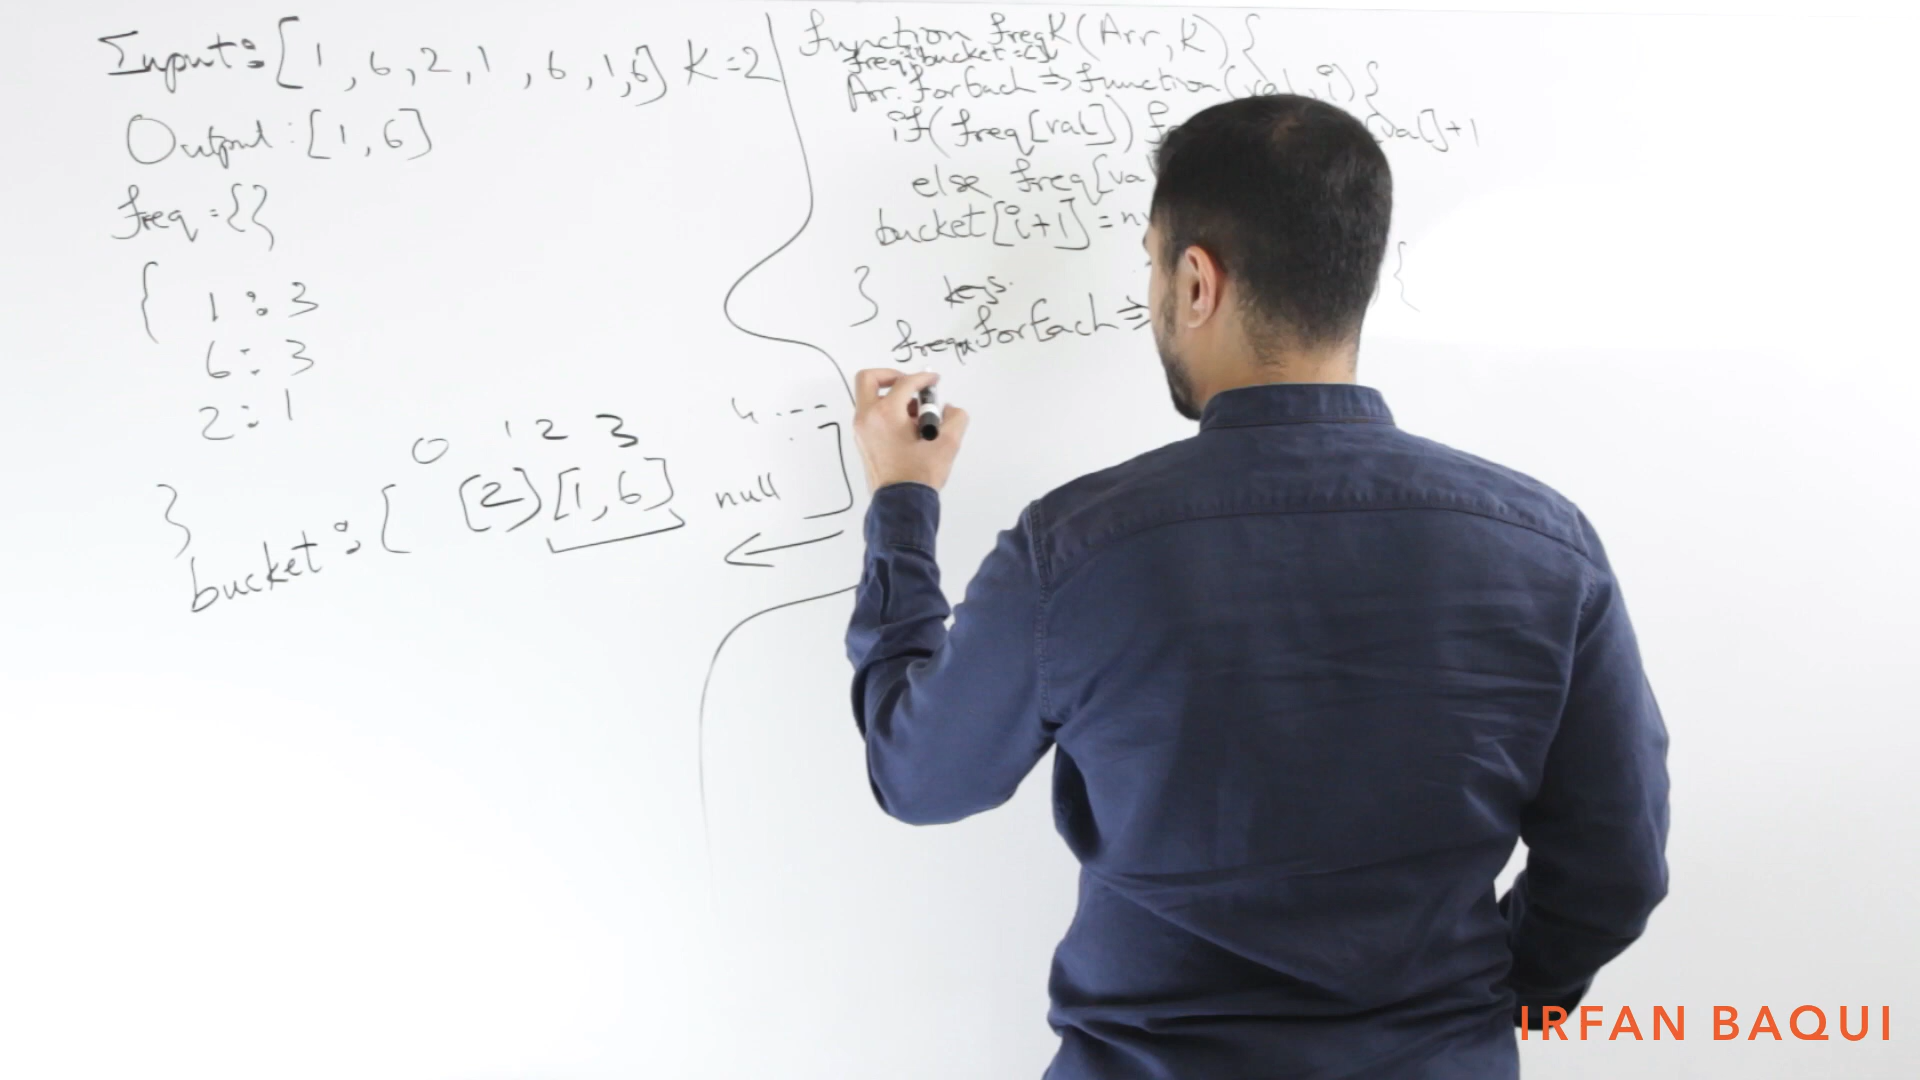 Input: [1, 6, 2, 1, 6, 1, 6] K=2
Output: [1, 6]
freq = {}
{ 1 : 3
6 : 3
2 : 1
}
0 1 2 3 4 ...
bucket: [ [2] [1, 6] null ]
function freqK (Arr, K) {
freq bucket
Arr. forEach => function (val, i) {
if (freq[val]) [val] + 1
else freq[va
bucket [i+1] = n
}
keys.
freq. forEach =>
{
IRFAN BAQUI